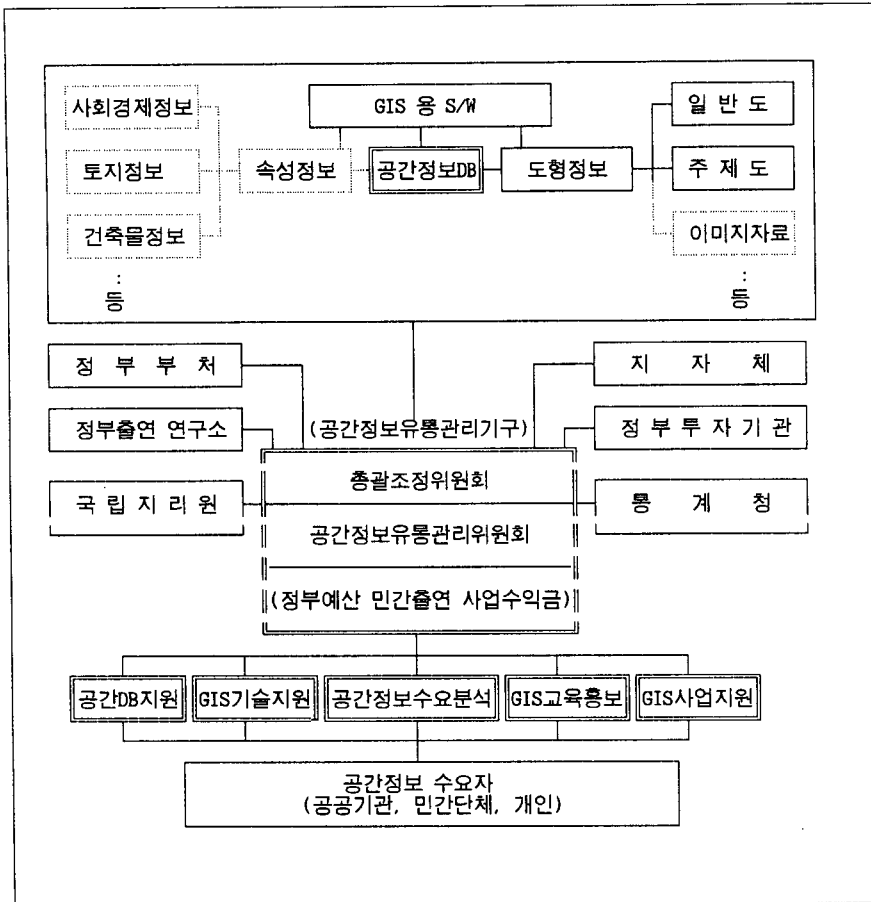 GIS 용 S/W
사회경제정보
일 반 도
토지정보
속성정보
공간정보DB
도형정보
주 제 도
건축물정보
이미지자료
:
등
:
등
정 부 부 처
지 자 체
정부출연 연구소
(공간정보유통관리기구)
정 부 투 자 기 관
총괄조정위원회
국 립 지 리 원
통 계 청
공간정보유통관리위원회
(정부예산 민간출연 사업수익금)
공간DB지원
GIS기술지원
공간정보수요분석
GIS교육홍보
GIS사업지원
공간정보 수요자
(공공기관, 민간단체, 개인)